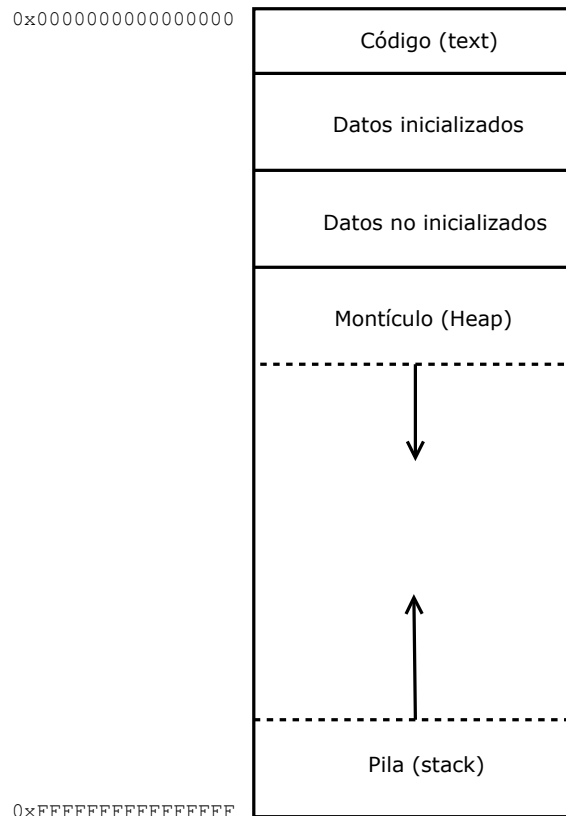 0x0000000000000000
Código (text)
Datos inicializados
Datos no inicializados
Montículo (Heap)
Pila (stack)
0xFFFFFFFFFFFFFFFF